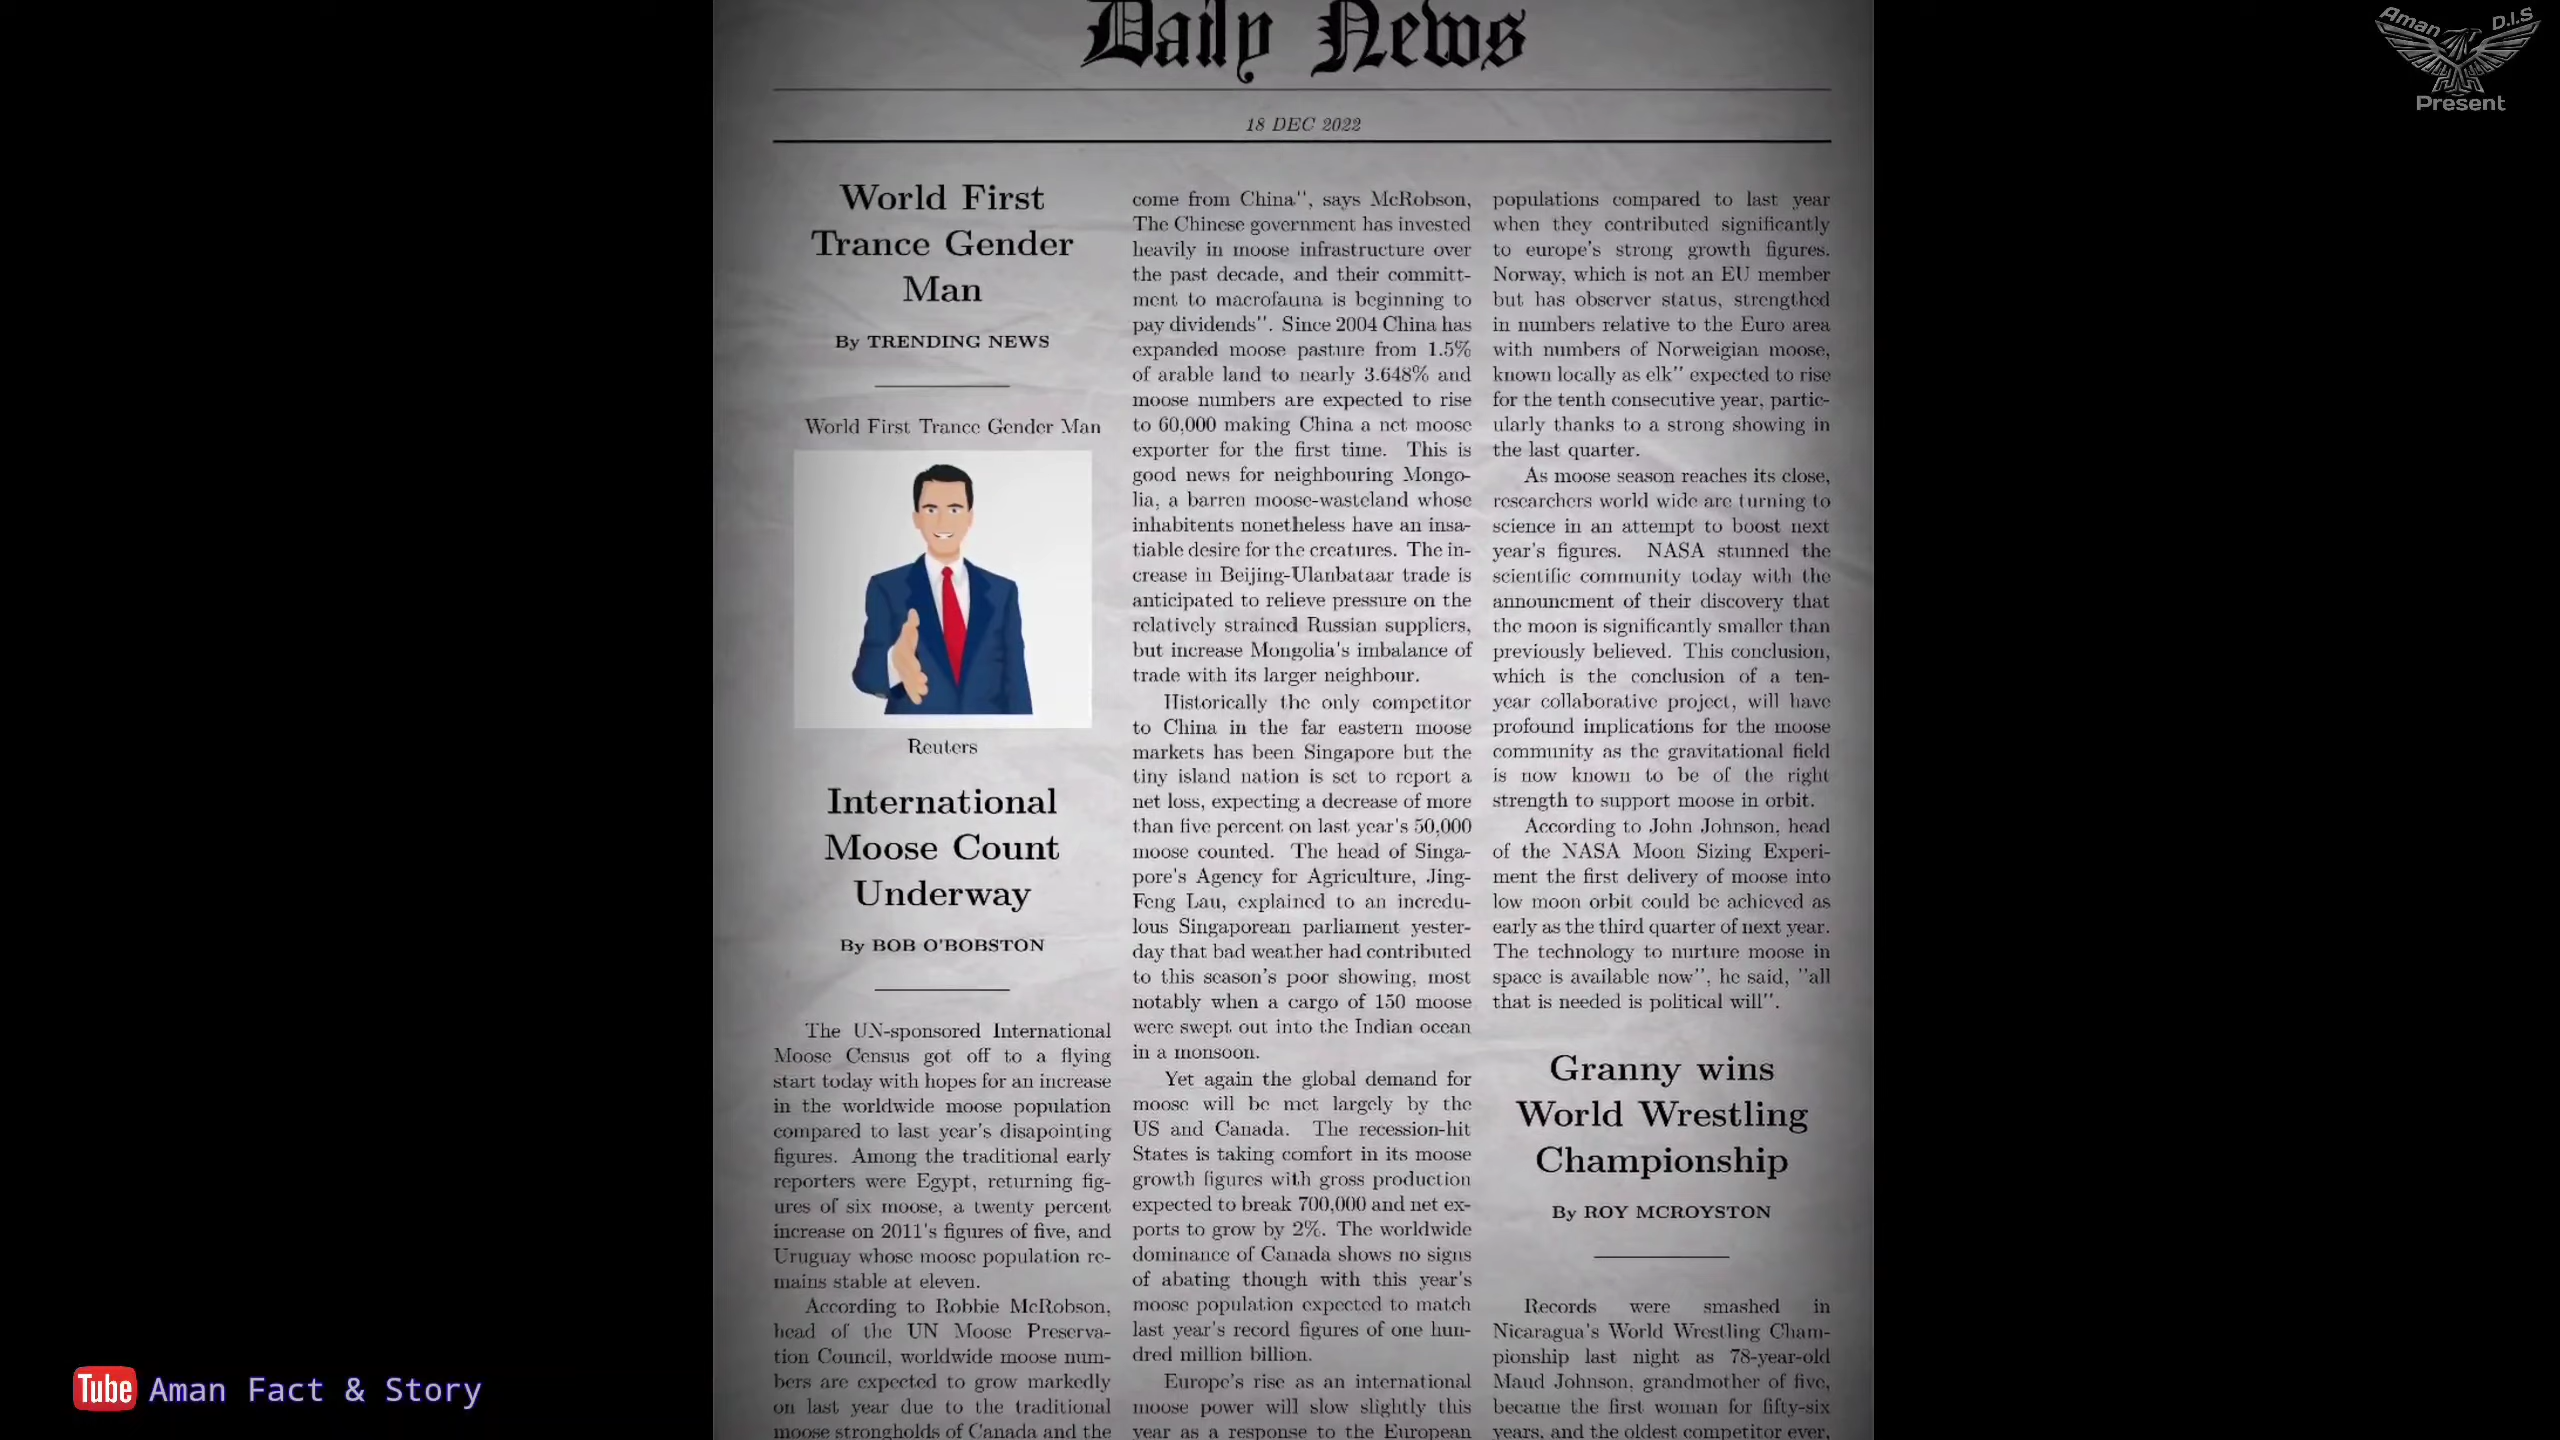 Daily News
18 DEC 2022
World First
Trance Gender
Man
By TRENDING NEWS
World First Trance Gender Man
Reuters
International
Moose Count
Underway
By BOB O'BOBSTON
The UN-sponsored International
Moose Census got off to a flying
start today with hopes for an increase
in the worldwide moose population
compared to last year's disapointing
figures. Among the traditional early
reporters were Egypt, returning fig-
ures of six moose, a twenty percent
increase on 2011's figures of five, and
Uruguay whose moose population re-
mains stable at eleven.
According to Robbie McRobson,
head of the UN Moose Preserva-
tion Council, worldwide moose num-
bers are expected to grow markedly
on last year due to the traditional
moose strongholds of Canada and the
come from China", says McRobson,
The Chinese government has invested
heavily in moose infrastructure over
the past decade, and their committ-
ment to macrofauna is beginning to
pay dividends". Since 2004 China has
expanded moose pasture from 1.5%
of arable land to nearly 3.648% and
moose numbers are expected to rise
to 60,000 making China a net moose
exporter for the first time. This is
good news for neighbouring Mongo-
lia, a barren moose-wasteland whose
inhabitents nonetheless have an insa-
tiable desire for the creatures. The in-
crease in Beijing-Ulanbataar trade is
anticipated to relieve pressure on the
relatively strained Russian suppliers,
but increase Mongolia's imbalance of
trade with its larger neighbour.
Historically the only competitor
to China in the far eastern moose
markets has been Singapore but the
tiny island nation is set to report a
net loss, expecting a decrease of more
than five percent on last year's 50,000
moose counted. The head of Singa-
pore's Agency for Agriculture, Jing-
Feng Lau, explained to an incredu-
lous Singaporean parliament yester-
day that bad weather had contributed
to this season's poor showing, most
notably when a cargo of 150 moose
were swept out into the Indian ocean
in a monsoon.
Yet again the global demand for
moose will be met largely by the
US and Canada. The recession-hit
States is taking comfort in its moose
growth figures with gross production
expected to break 700,000 and net ex-
ports to grow by 2%. The worldwide
dominance of Canada shows no signs
of abating though with this year's
moose population expected to match
last year's record figures of one hun-
dred million billion.
Europe's rise as an international
moose power will slow slightly this
year as a response to the European
populations compared to last year
when they contributed significantly
to europe's strong growth figures.
Norway, which is not an EU member
but has observer status, strengthed
in numbers relative to the Euro area
with numbers of Norweigian moose,
known locally as elk" expected to rise
for the tenth consecutive year, partic-
ularly thanks to a strong showing in
the last quarter.
As moose season reaches its close,
researchers world wide are turning to
science in an attempt to boost next
year's figures. NASA stunned the
scientific community today with the
announcment of their discovery that
the moon is significantly smaller than
previously believed. This conclusion,
which is the conclusion of a ten-
year collaborative project, will have
profound implications for the moose
community as the gravitational field
is now known to be of the right
strength to support moose in orbit.
According to John Johnson, head
of the NASA Moon Sizing Experi-
ment the first delivery of moose into
low moon orbit could be achieved as
early as the third quarter of next year.
The technology to nurture moose in
space is available now", he said, "all
that is needed is political will".
Granny wins
World Wrestling
Championship
By ROY MCROYSTON
Records were smashed in
Nicaragua's World Wrestling Cham-
pionship last night as 78-year-old
Maud Johnson, grandmother of five,
became the first woman for fifty-six
years, and the oldest competitor ever,
Aman D.I.S
Present
Tube Aman Fact & Story